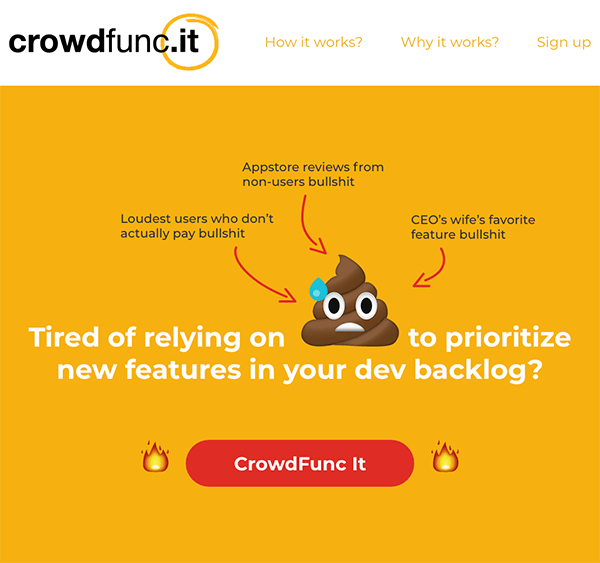 crowdfunc.it
How it works?
Why it works?
Sign up
Appstore reviews from
non-users bullshit
Loudest users who don’t
actually pay bullshit
CEO’s wife’s favorite
feature bullshit
Tired of relying on to prioritize
new features in your dev backlog?
CrowdFunc It